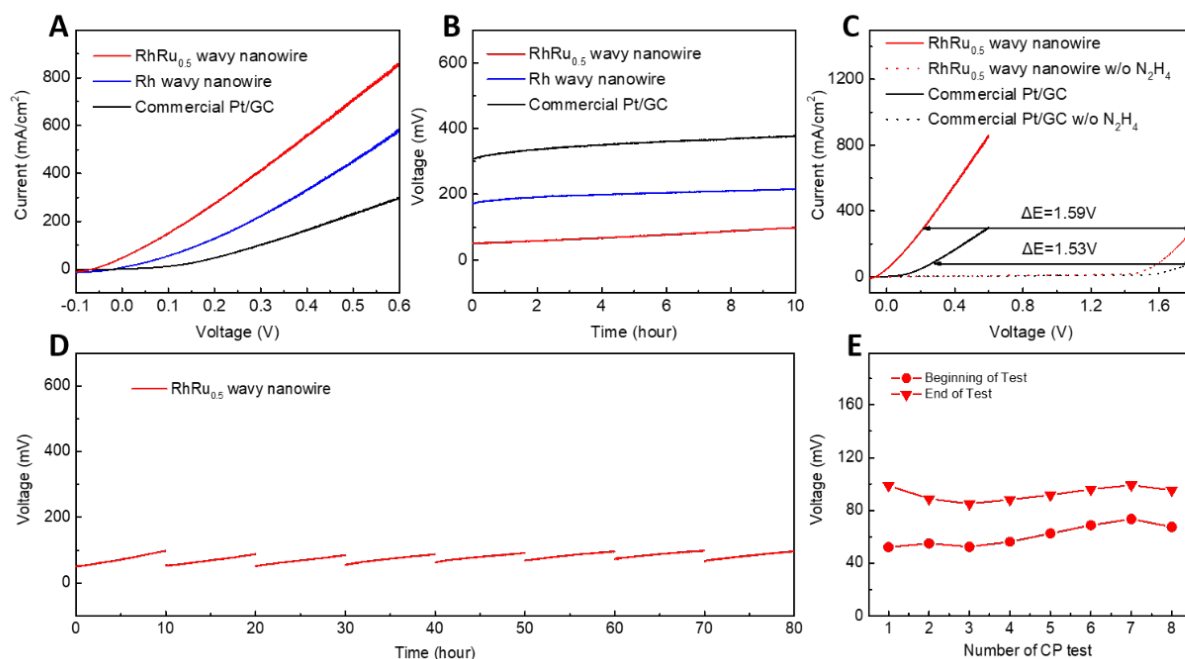 A
RhRu0.5 wavy nanowire
Rh wavy nanowire
Commercial Pt/GC
Current (mA/cm²)
800
600
400
200
0
-0.1 0.0 0.1 0.2 0.3 0.4 0.5 0.6
Voltage (V)
B
RhRu0.5 wavy nanowire
Rh wavy nanowire
Commercial Pt/GC
Voltage (mV)
600
400
200
0
0 2 4 6 8 10
Time (hour)
C
RhRu0.5 wavy nanowire
RhRu0.5 wavy nanowire w/o N2H4
Commercial Pt/GC
Commercial Pt/GC w/o N2H4
Current (mA/cm²)
1200
800
400
0
ΔE=1.59V
ΔE=1.53V
0.0 0.4 0.8 1.2 1.6
Voltage (V)
D
RhRu0.5 wavy nanowire
Voltage (mV)
600
400
200
0
0 10 20 30 40 50 60 70 80
Time (hour)
E
Beginning of Test
End of Test
Voltage (mV)
160
120
80
40
0
1 2 3 4 5 6 7 8
Number of CP test